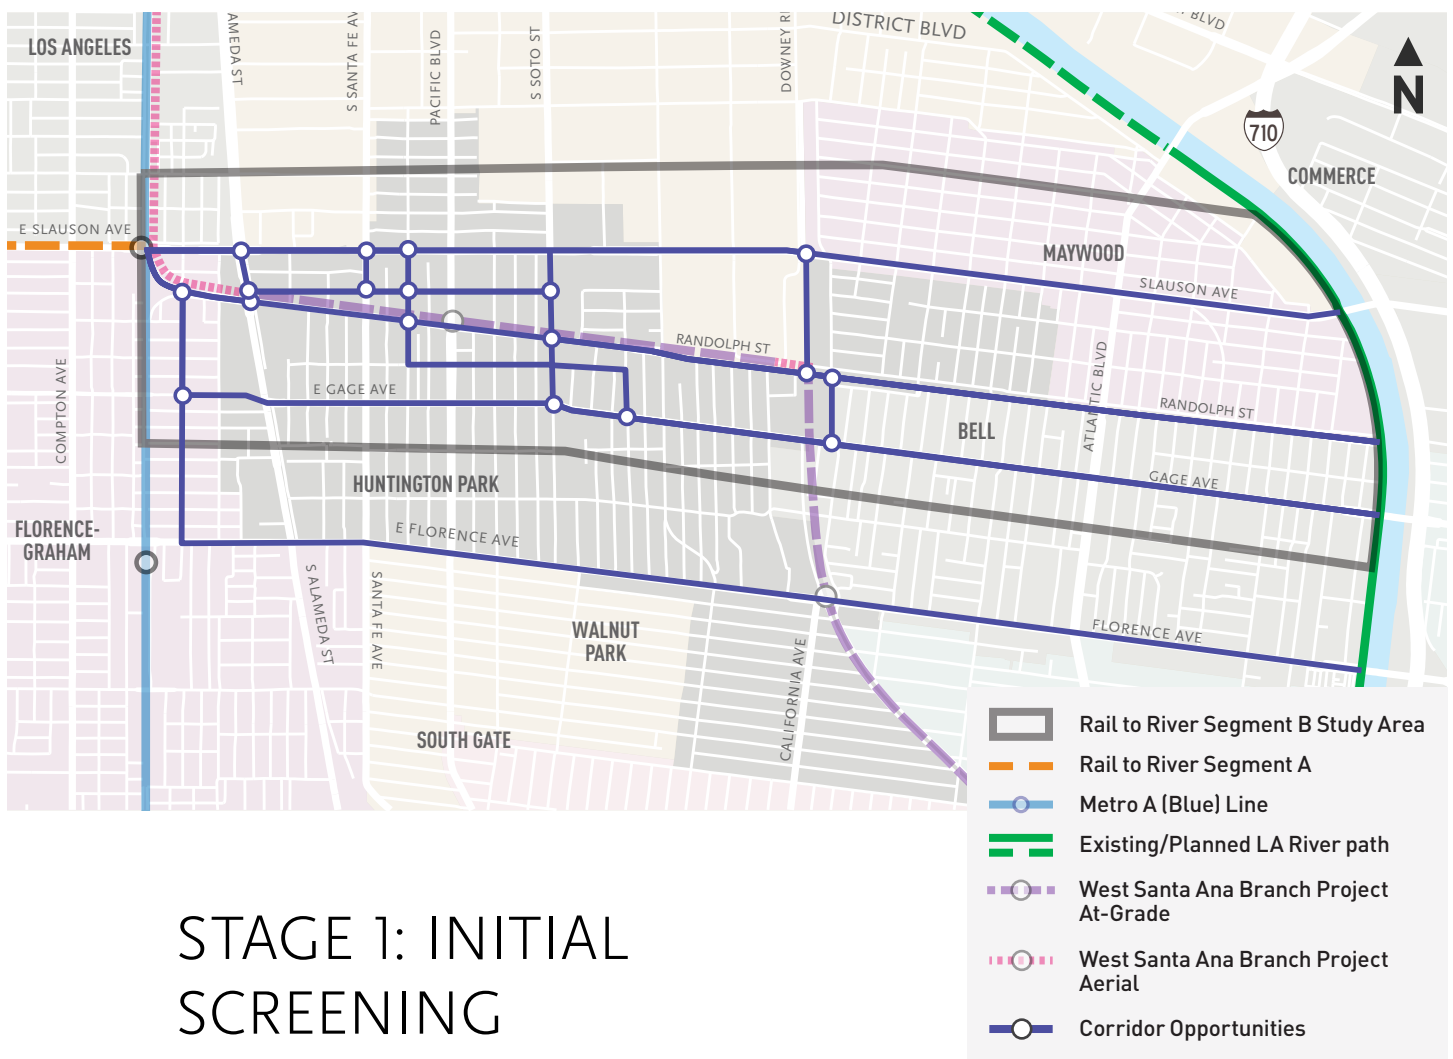 DISTRICT BLVD
BLVD
LOS ANGELES
AMEDA ST
S SANTA FE AV
PACIFIC BLVD
S SOTO ST
DOWNEY R
N
710
COMMERCE
E SLAUSON AVE
MAYWOOD
SLAUSON AVE
RANDOLPH ST
COMPTON AVE
E GAGE AVE
ATLANTIC BLVD
RANDOLPH ST
BELL
GAGE AVE
HUNTINGTON PARK
FLORENCE-
GRAHAM
E FLORENCE AVE
S ALAMEDA ST
SANTA FE AVE
WALNUT
PARK
FLORENCE AVE
CALIFORNIA AVE
SOUTH GATE
Rail to River Segment B Study Area
Rail to River Segment A
Metro A (Blue) Line
Existing/Planned LA River path
West Santa Ana Branch Project
At-Grade
West Santa Ana Branch Project
Aerial
Corridor Opportunities
STAGE 1: INITIAL
SCREENING